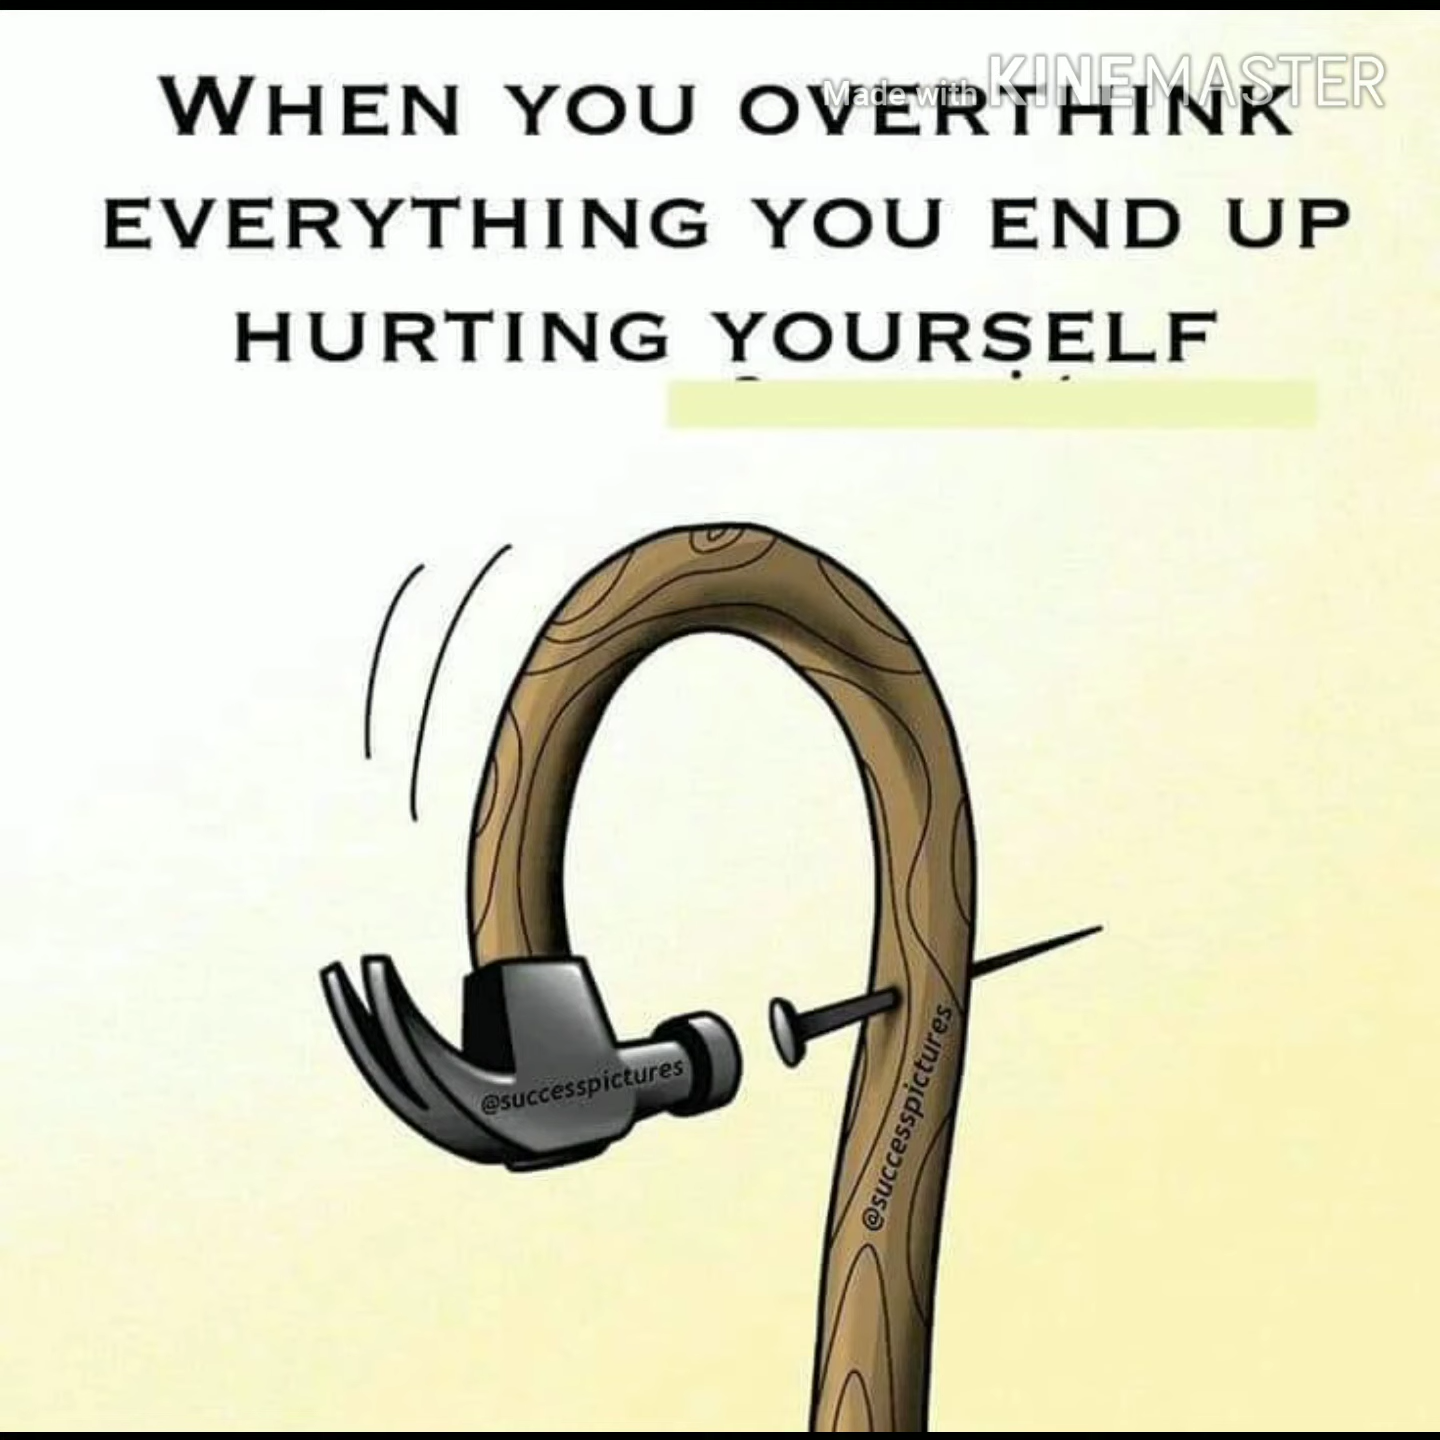 Made with KINEMASTER
WHEN YOU OVERTHINK
EVERYTHING YOU END UP
HURTING YOURSELF
@successpictures
@successpictures